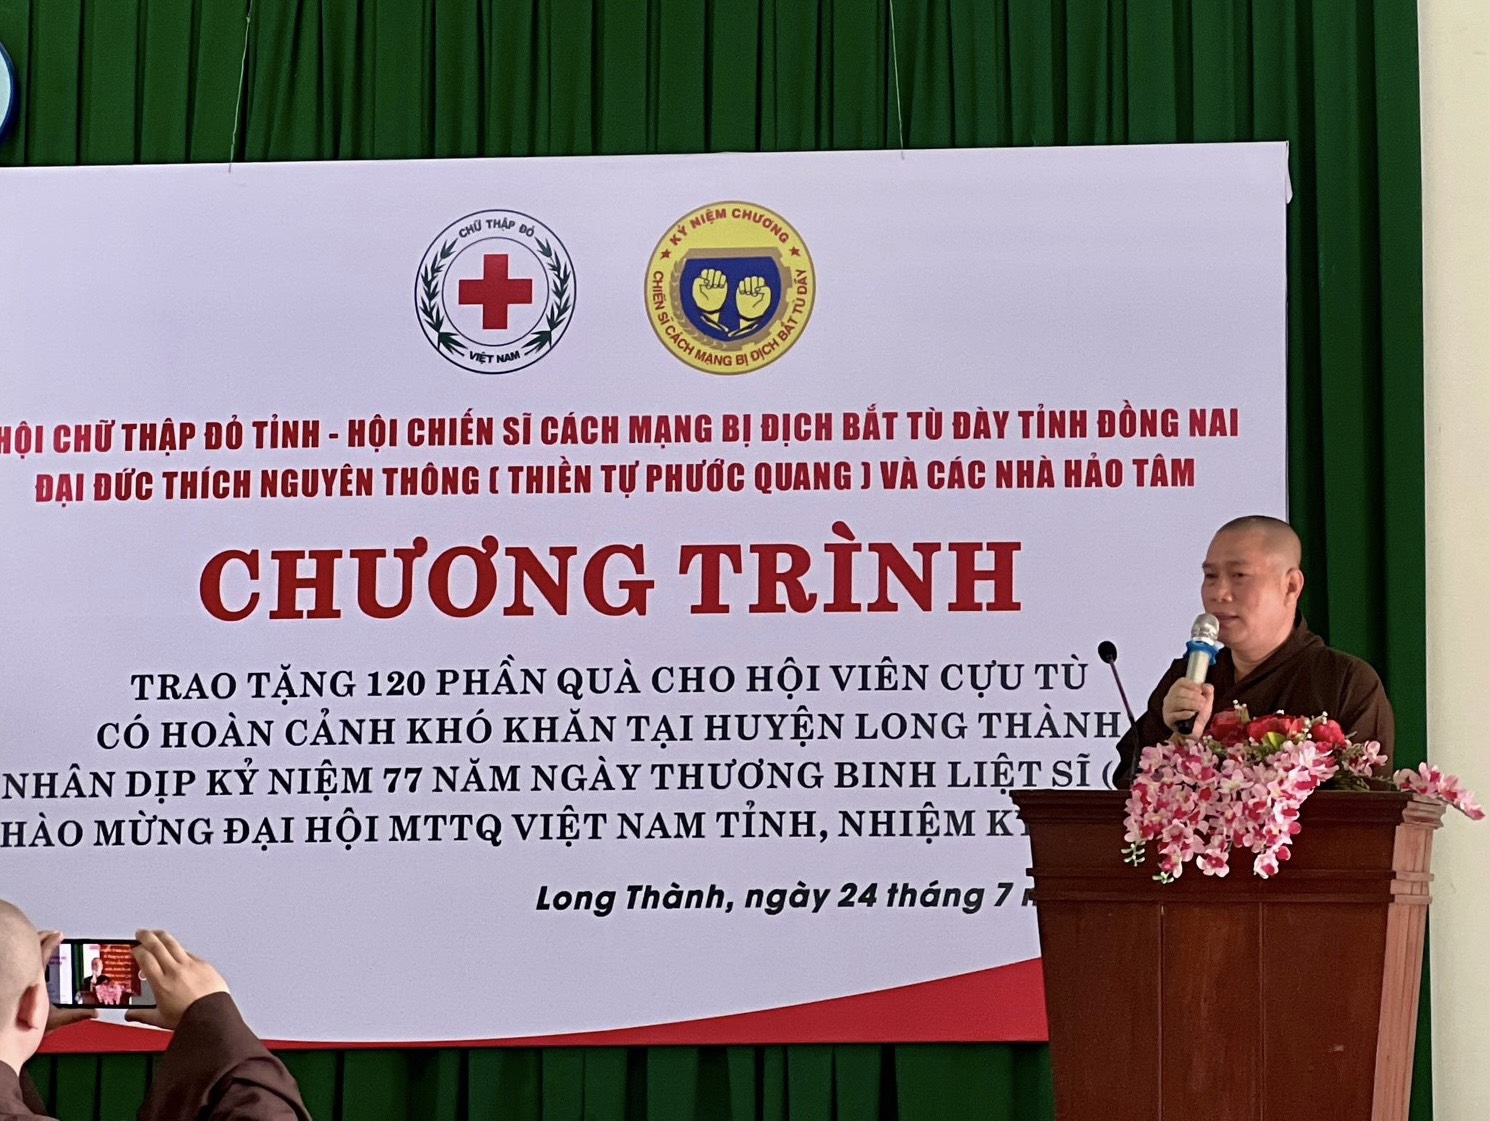 CHỮ THẬP ĐỎ
VIỆT NAM
KỶ NIỆM CHƯƠNG
CHIẾN SĨ CÁCH MẠNG BỊ ĐỊCH BẮT TÙ ĐÀY
HỘI CHỮ THẬP ĐỎ TỈNH - HỘI CHIẾN SĨ CÁCH MẠNG BỊ ĐỊCH BẮT TÙ ĐÀY TỈNH ĐỒNG NAI
ĐẠI ĐỨC THÍCH NGUYÊN THÔNG ( THIỀN TỰ PHƯỚC QUANG ) VÀ CÁC NHÀ HẢO TÂM
CHƯƠNG TRÌNH
TRAO TẶNG 120 PHẦN QUÀ CHO HỘI VIÊN CỰU TÙ
CÓ HOÀN CẢNH KHÓ KHĂN TẠI HUYỆN LONG THÀNH
NHÂN DỊP KỶ NIỆM 77 NĂM NGÀY THƯƠNG BINH LIỆT SĨ (
HÀO MỪNG ĐẠI HỘI MTTQ VIỆT NAM TỈNH, NHIỆM
Long Thành, ngày 24 tháng 7